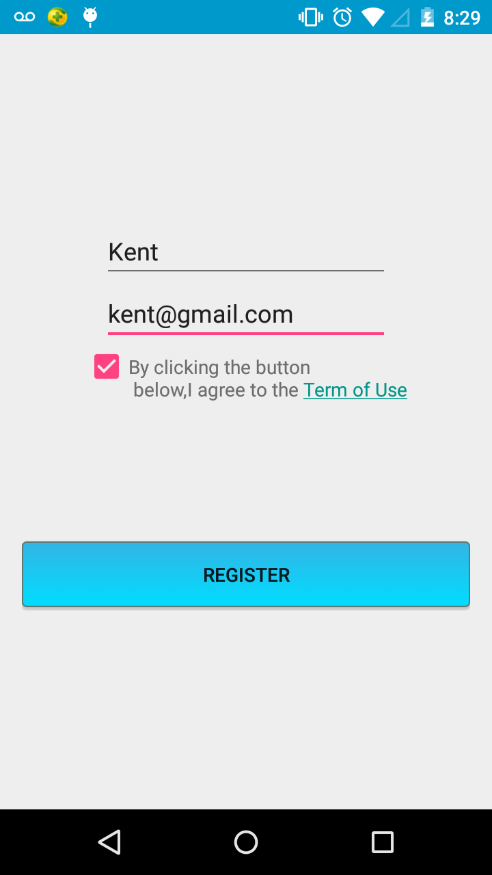 8:29
Kent
kent@gmail.com
By clicking the button
below,I agree to the Term of Use
REGISTER